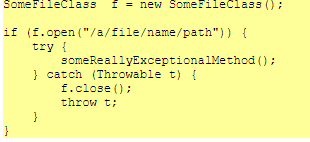 SomeFileClass  f = new SomeFileClass();

if (f.open("/a/file/name/path")) {
    try {
        someReallyExceptionalMethod();
    } catch (Throwable t) {
        f.close();
        throw t;
    }
}